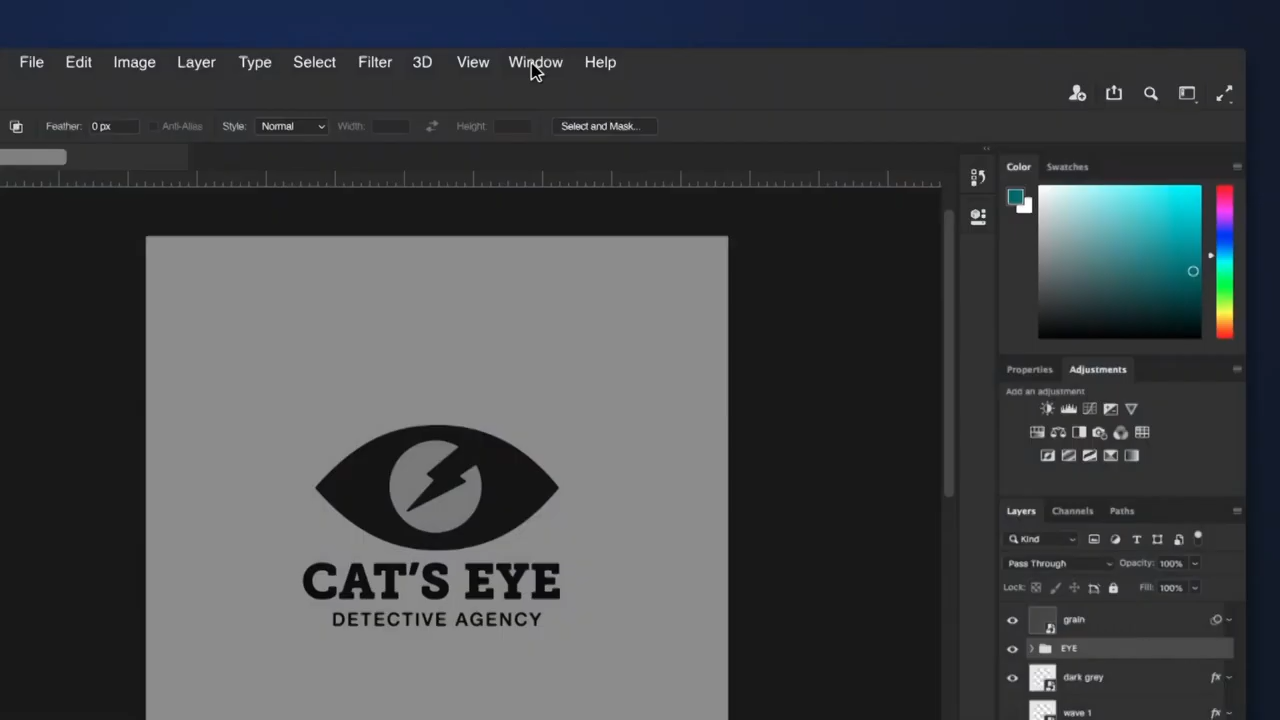 File Edit Image Layer Type Select Filter 3D View Window Help
Feather: 0 px Anti-Alias Style: Normal Width: Height: Select and Mask...
Color Swatches
Properties Adjustments
Add an adjustment
Layers Channels Paths
Kind
Pass Through Opacity: 100%
Lock: Fill: 100%
grain
EYE
dark grey
wave 1
CAT'S EYE
DETECTIVE AGENCY